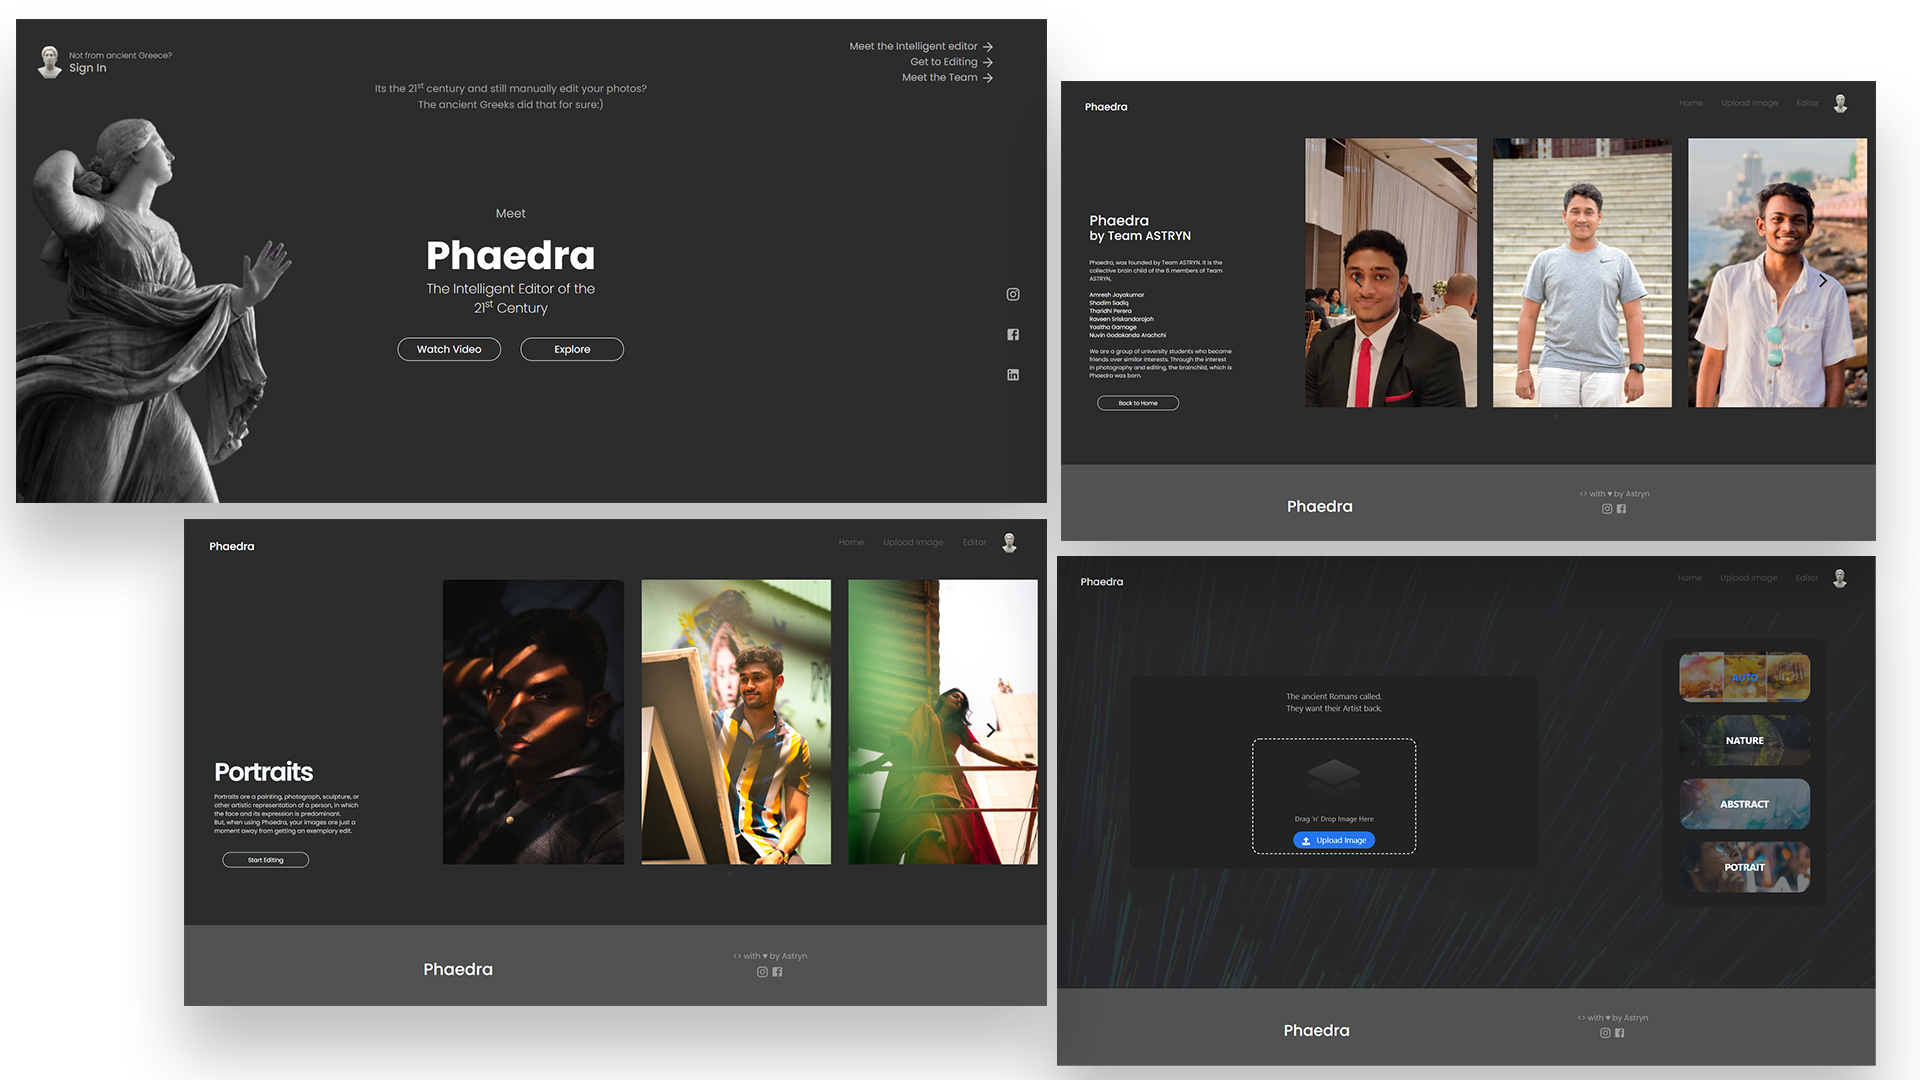 Not from ancient Greece?
Sign In
Meet the Intelligent editor
Get to Editing
Meet the Team
Its the 21st century and still manually edit your photos?
The ancient Greeks did that for sure:)
Meet
Phaedra
The Intelligent Editor of the
21st Century
Watch Video
Explore
Phaedra
Home
Upload Image
Editor
Phaedra
by Team ASTRYN
Phaedra, was founded by Team ASTRYN. It is the
collective brain child of the 6 members of Team
ASTRYN,
Amresh Jayakumar
Shadim Sadiq
Tharidhi Perera
Raveen Sriskandarajah
Yasitha Gamage
Nuvin Godakanda Arachchi
We are a group of university students who became
friends over similar interests. Through the interest
in photography and editing, the brainchild, which is
Phaedra was born.
Back to Home
Phaedra
<> with ♥ by Astryn
Phaedra
Home
Upload Image
Editor
Portraits
Portraits are a painting, photograph, sculpture, or
other artistic representation of a person, in which
the face and its expression is predominant.
But, when using Phaedra, your images are just a
moment away from getting an exemplary edit.
Start Editing
Phaedra
<> with ♥ by Astryn
Phaedra
Home
Upload Image
Editor
The ancient Romans called.
They want their Artist back.
Drag 'n' Drop Image Here
Upload Image
AUTO
NATURE
ABSTRACT
POTRAIT
Phaedra
<> with ♥ by Astryn